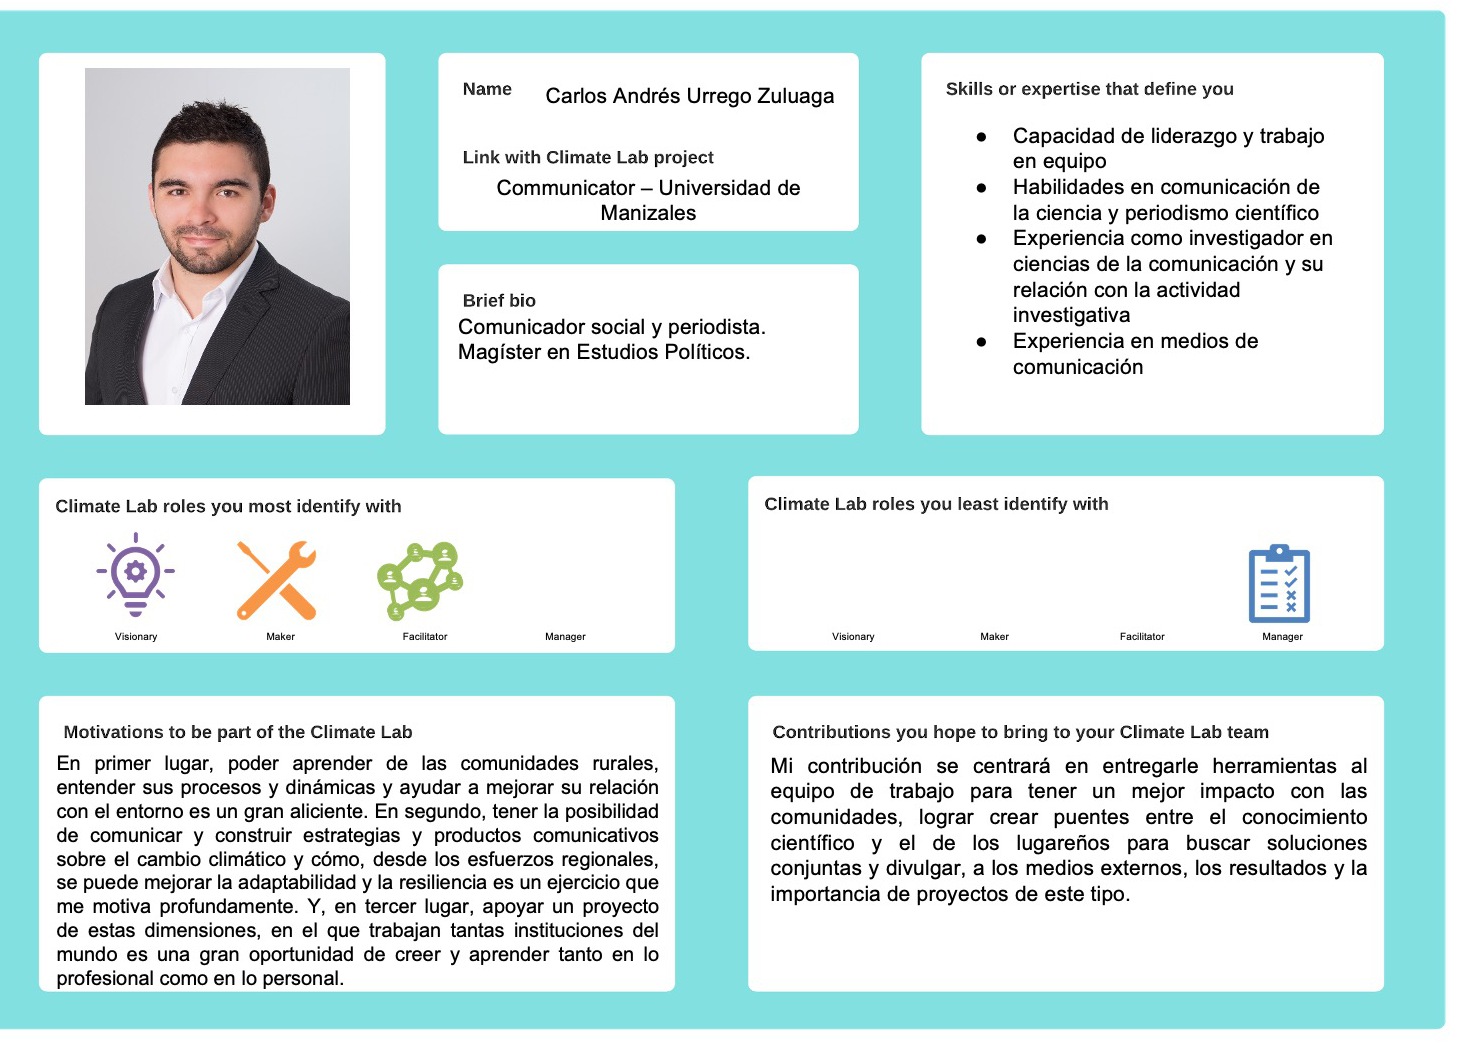 Name
Carlos Andrés Urrego Zuluaga
Link with Climate Lab project
Communicator – Universidad de
Manizales
Brief bio
Comunicador social y periodista.
Magíster en Estudios Políticos.
Skills or expertise that define you
● Capacidad de liderazgo y trabajo
en equipo
● Habilidades en comunicación de
la ciencia y periodismo científico
● Experiencia como investigador en
ciencias de la comunicación y su
relación con la actividad
investigativa
● Experiencia en medios de
comunicación
Climate Lab roles you most identify with
Visionary Maker Facilitator Manager
Climate Lab roles you least identify with
Visionary Maker Facilitator Manager
Motivations to be part of the Climate Lab
En primer lugar, poder aprender de las comunidades rurales,
entender sus procesos y dinámicas y ayudar a mejorar su relación
con el entorno es un gran aliciente. En segundo, tener la posibilidad
de comunicar y construir estrategias y productos comunicativos
sobre el cambio climático y cómo, desde los esfuerzos regionales,
se puede mejorar la adaptabilidad y la resiliencia es un ejercicio que
me motiva profundamente. Y, en tercer lugar, apoyar un proyecto
de estas dimensiones, en el que trabajan tantas instituciones del
mundo es una gran oportunidad de creer y aprender tanto en lo
profesional como en lo personal.
Contributions you hope to bring to your Climate Lab team
Mi contribución se centrará en entregarle herramientas al
equipo de trabajo para tener un mejor impacto con las
comunidades, lograr crear puentes entre el conocimiento
científico y el de los lugareños para buscar soluciones
conjuntas y divulgar, a los medios externos, los resultados y la
importancia de proyectos de este tipo.